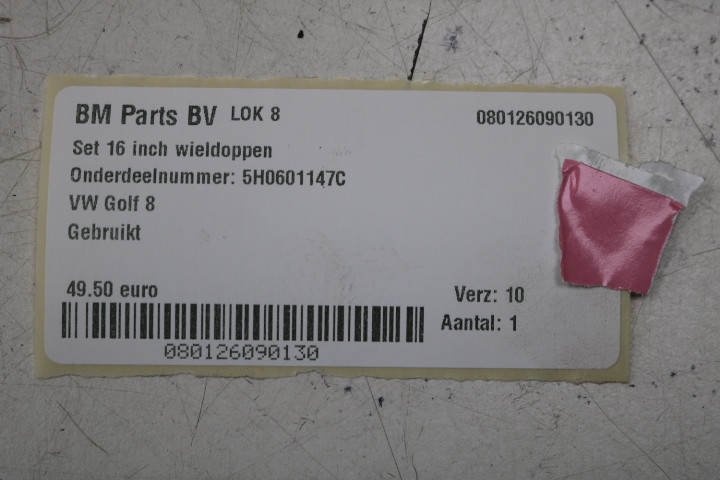 BM Parts BV LOK 8 080126090130
Set 16 inch wieldoppen
Onderdeelnummer: 5H0601147C
VW Golf 8
Gebruikt
49.50 euro
Verz: 10
Aantal: 1
080126090130